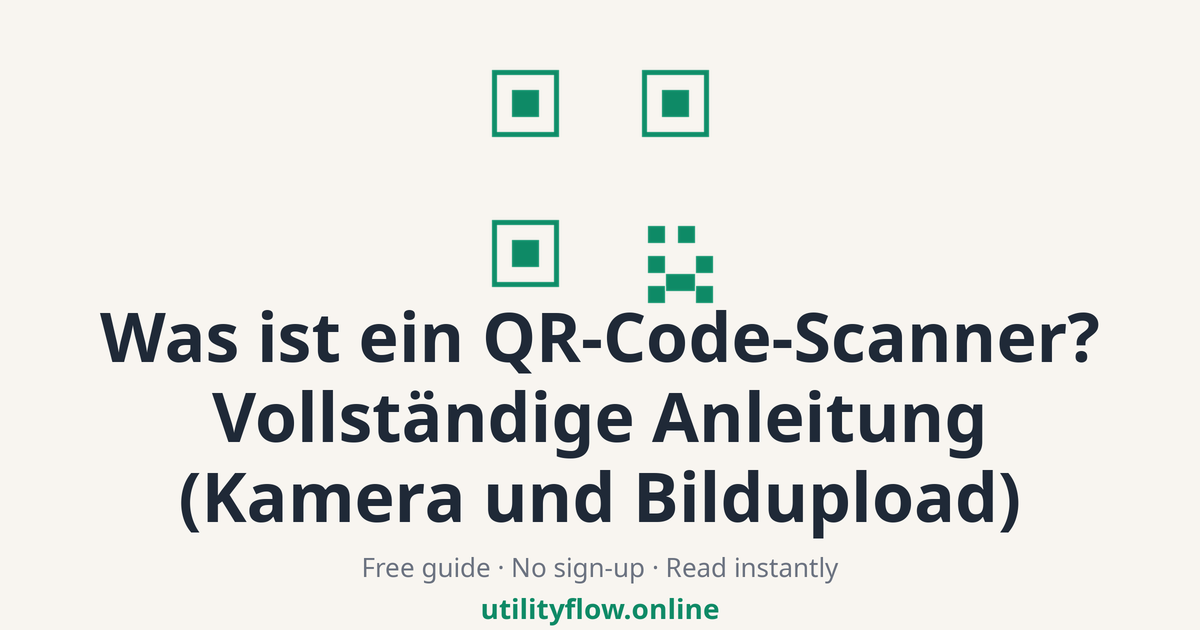 Was ist ein QR-Code-Scanner?
Vollständige Anleitung
(Kamera und Bildupload)
Free guide · No sign-up · Read instantly
utilityflow.online